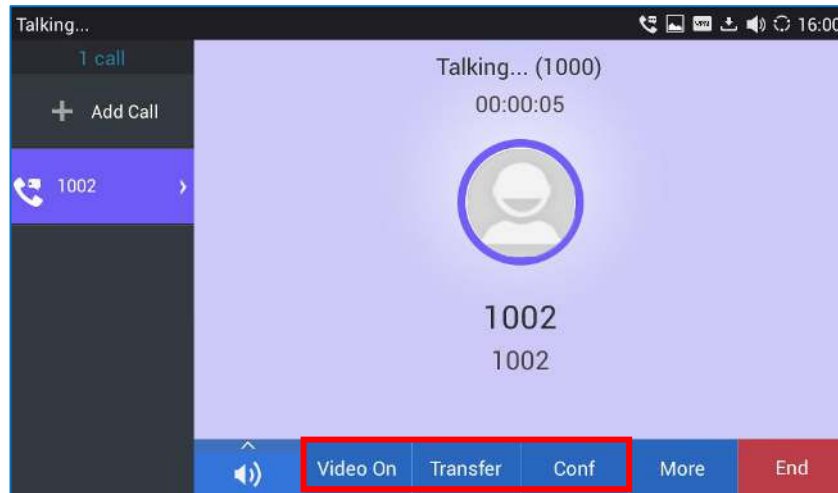 Talking...
VPN
16:00
1 call
Add Call
1002
Talking... (1000)
00:00:05
1002
1002
Video On
Transfer
Conf
More
End